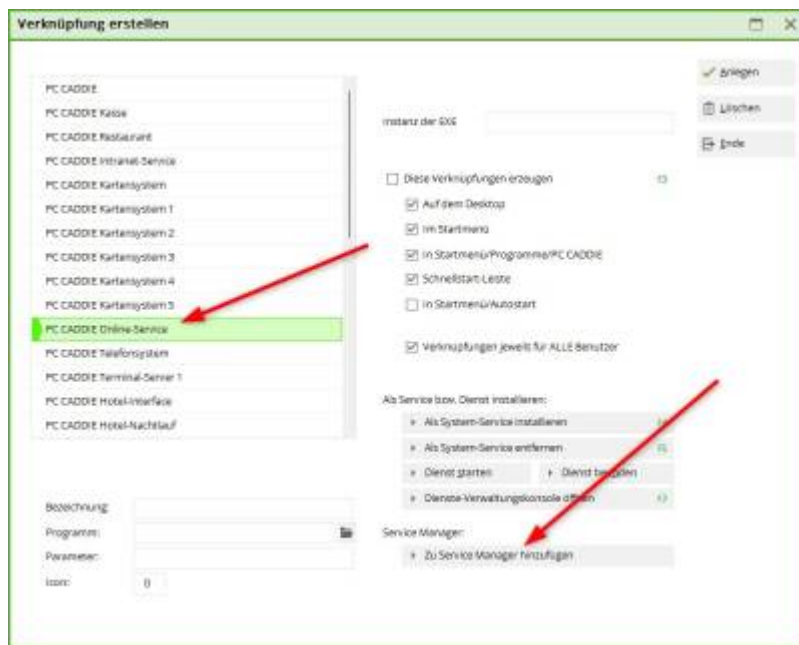 Verknüpfung erstellen
PC CADDIE
PC CADDIE Kasse
PC CADDIE Restaurant
PC CADDIE Intranet-Service
PC CADDIE Kartensystem
PC CADDIE Kartensystem 1
PC CADDIE Kartensystem 2
PC CADDIE Kartensystem 3
PC CADDIE Kartensystem 4
PC CADDIE Kartensystem 5
PC CADDIE Online-Service
PC CADDIE Telefonsystem
PC CADDIE Terminal-Server 1
PC CADDIE Hotel-Interface
PC CADDIE Hotel-Nachtlauf
Bezeichnung:
Programm:
Parameter:
Icon: 0
Instanz der EXE
Diese Verknüpfungen erzeugen
Auf dem Desktop
Im Startmenü
In Startmenü/Programme/PC CADDIE
Schnellstart-Leiste
In Startmenü/Autostart
Verknüpfungen jeweils für ALLE Benutzer
Als Service bzw. Dienst installieren:
Als System-Service installieren
Als System-Service entfernen
Dienst starten
Dienst
Dienste-Verwaltungskonsole öffnen
Service Manager:
Zu Service Manager hinzufügen
Anlegen
Löschen
Ende